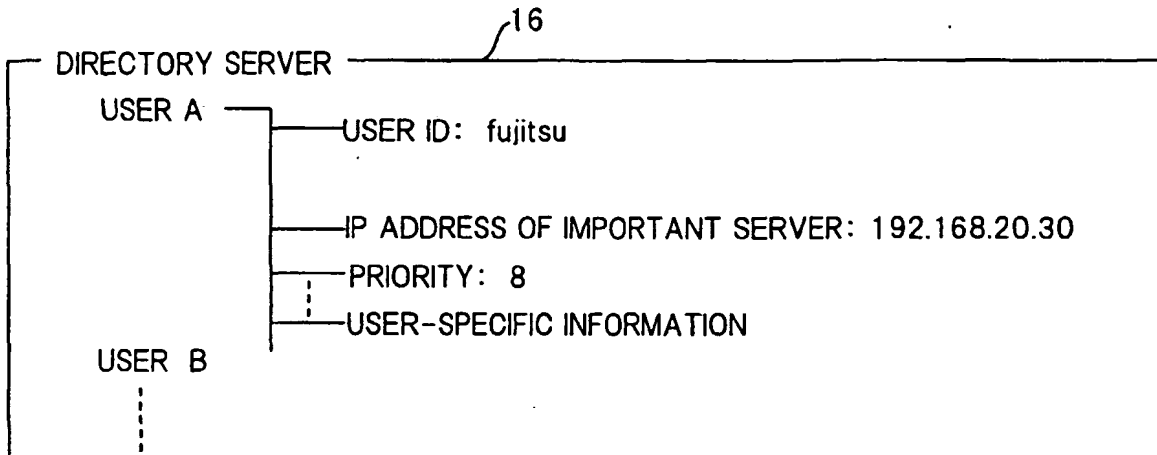 16
DIRECTORY SERVER
USER A
USER ID: fujitsu
IP ADDRESS OF IMPORTANT SERVER: 192.168.20.30
PRIORITY: 8
USER-SPECIFIC INFORMATION
USER B